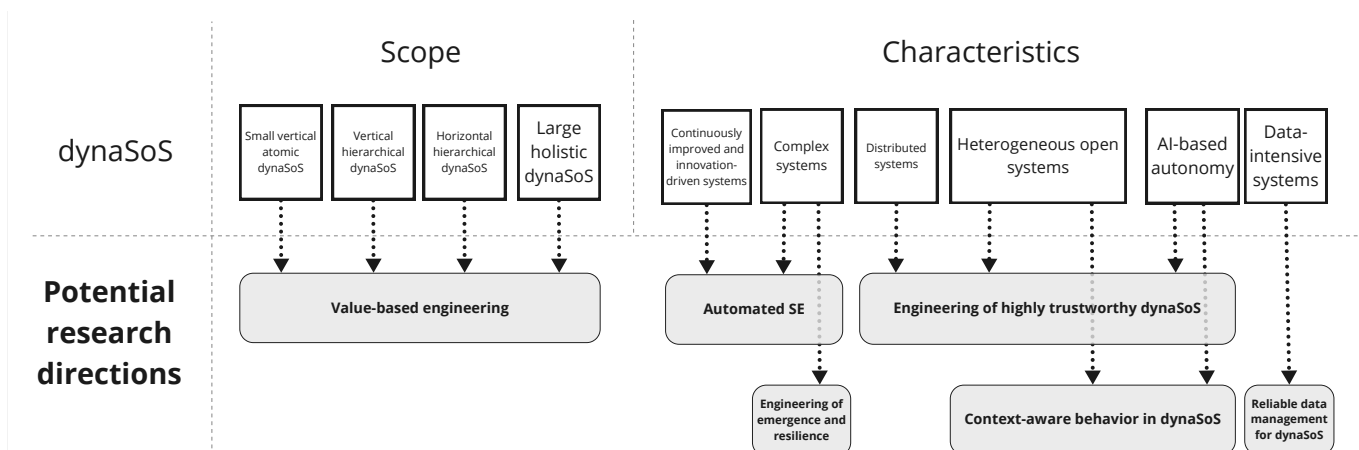 Scope
Characteristics
dynaSoS
Small vertical
atomic
dynaSoS
Vertical
hierarchical
dynaSoS
Horizontal
hierarchical
dynaSoS
Large
holistic
dynaSoS
Continuously
improved and
innovation-
driven systems
Complex
systems
Distributed
systems
Heterogeneous open
systems
AI-based
autonomy
Data-
intensive
systems
Potential
research
directions
Value-based engineering
Automated SE
Engineering of highly trustworthy dynaSoS
Engineering of
emergence and
resilience
Context-aware behavior in dynaSoS
Reliable data
management
for dynaSoS